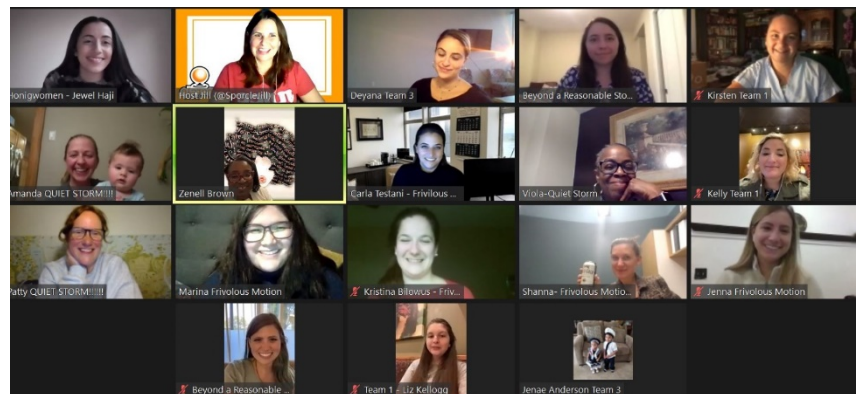 Honigwomen - Jewel Haji
Host Jill (@SporcleJill)
Deyana Team 3
Beyond a Reasonable Sto...
Kirsten Team 1
Amanda QUIET STORM!!!!
Zenell Brown
Carla Testani - Frivilous ...
Viola-Quiet Storm
Kelly Team 1
Patty QUIET STORM!!!!!!
Marina Frivolous Motion
Kristina Bilowus - Friv...
Shanna- Frivolous Motio...
Jenna Frivolous Motion
Beyond a Reasonable ...
Team 1 - Liz Kellogg
Jenae Anderson Team 3